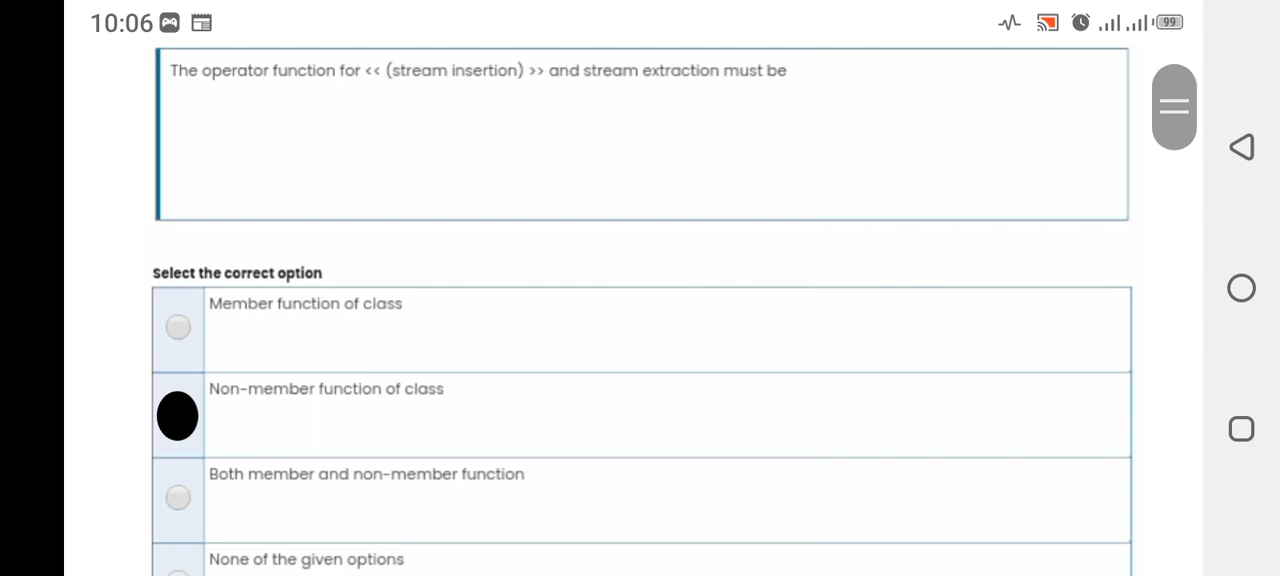 10:06
99
The operator function for << (stream insertion) >> and stream extraction must be
Select the correct option
Member function of class
Non-member function of class
Both member and non-member function
None of the given options